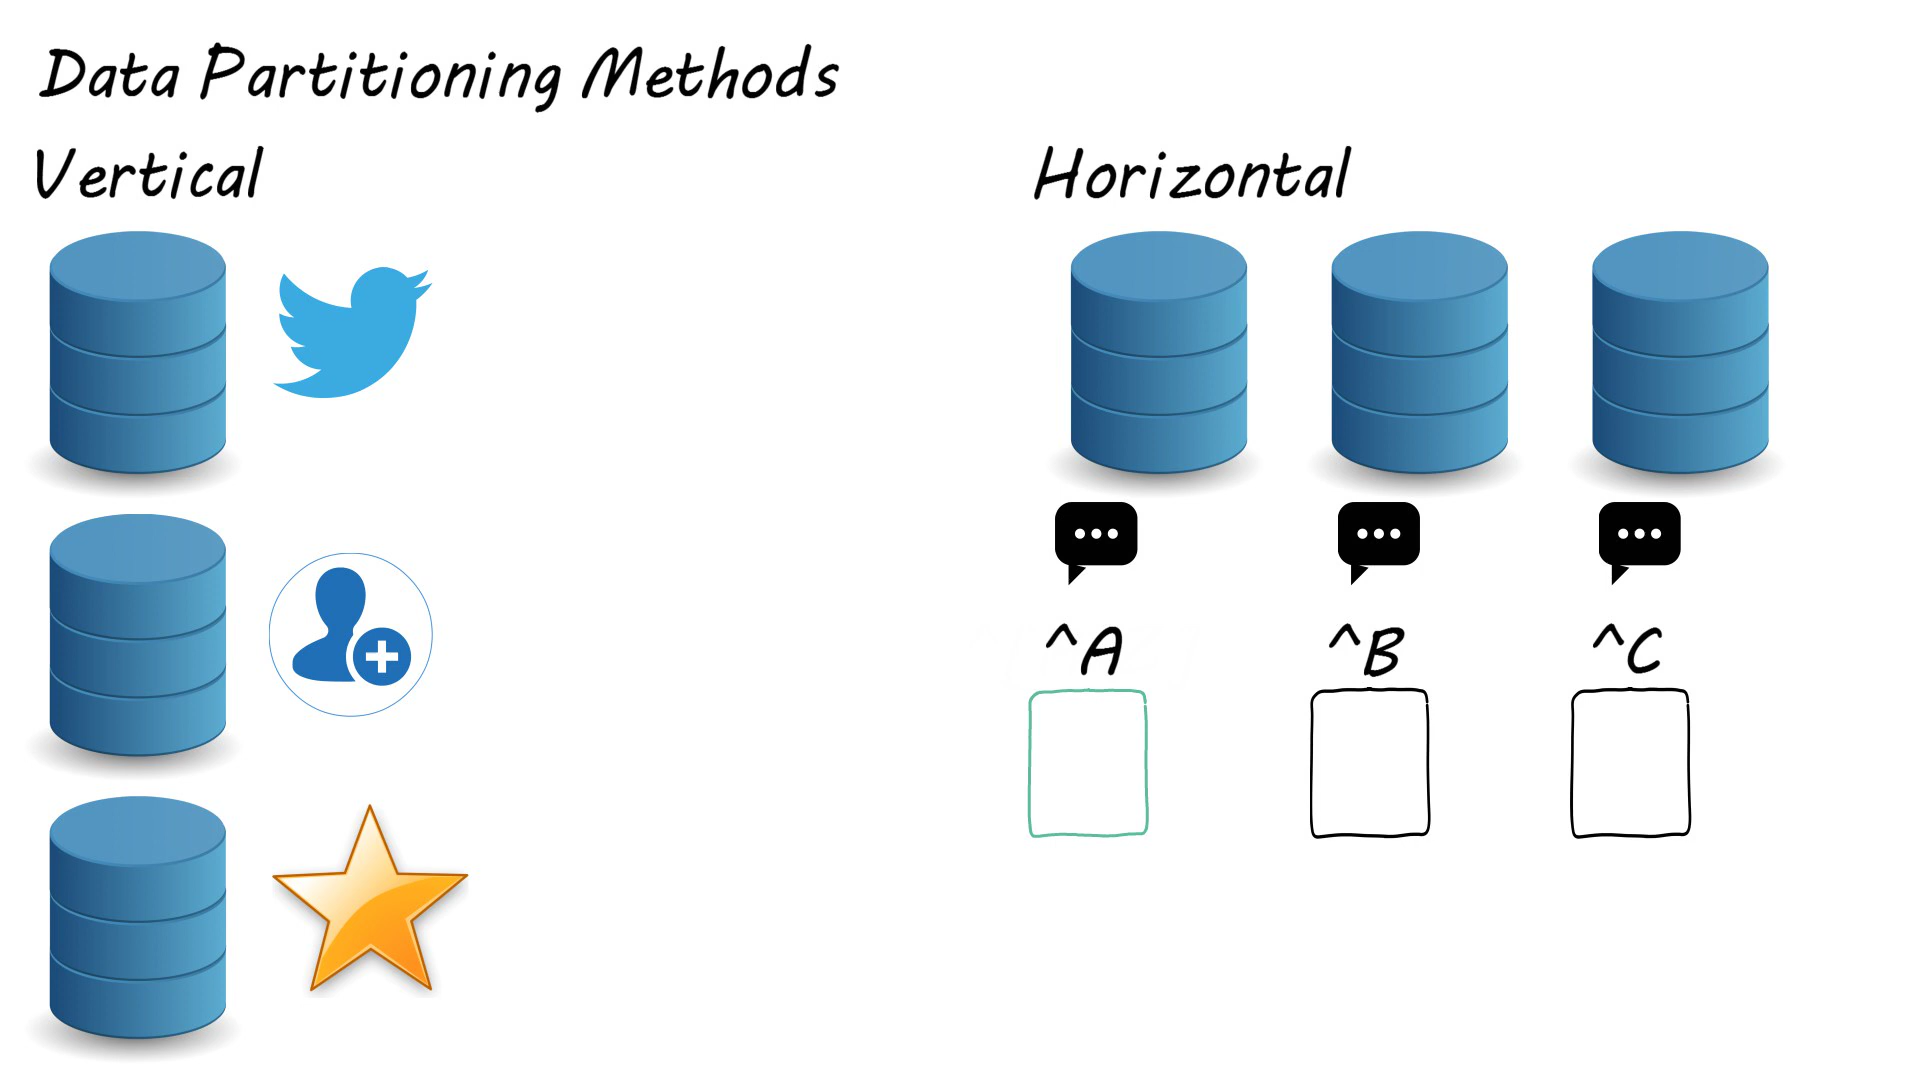 Data Partitioning Methods
Vertical
Horizontal
^A ^B ^C